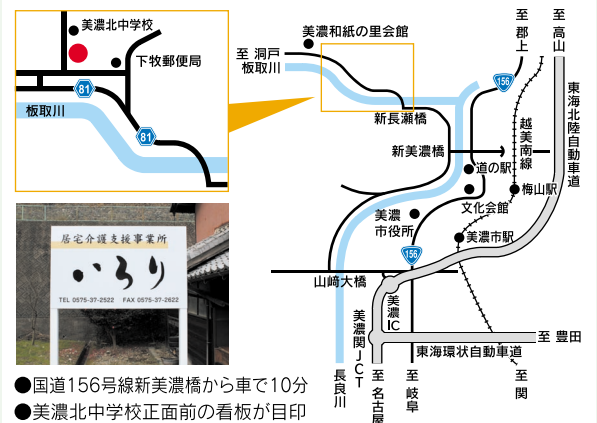 美濃北中学校
下牧郵便局
81
板取川
81
美濃和紙の里会館
至 洞戸
板取川
新長瀬橋
至 郡上
至 高山
156
東海北陸自動車道
越美南線
新美濃橋
道の駅
梅山駅
文化会館
美濃
市役所
156
美濃市駅
山﨑大橋
美濃IC
美濃関JCT
東海環状自動車道
至 豊田
長良川
至 名古屋
至 岐阜
至 関
居宅介護支援事業所
いろり
TEL 0575-37-2522 FAX 0575-37-2622
●国道156号線新美濃橋から車で10分
●美濃北中学校正面前の看板が目印